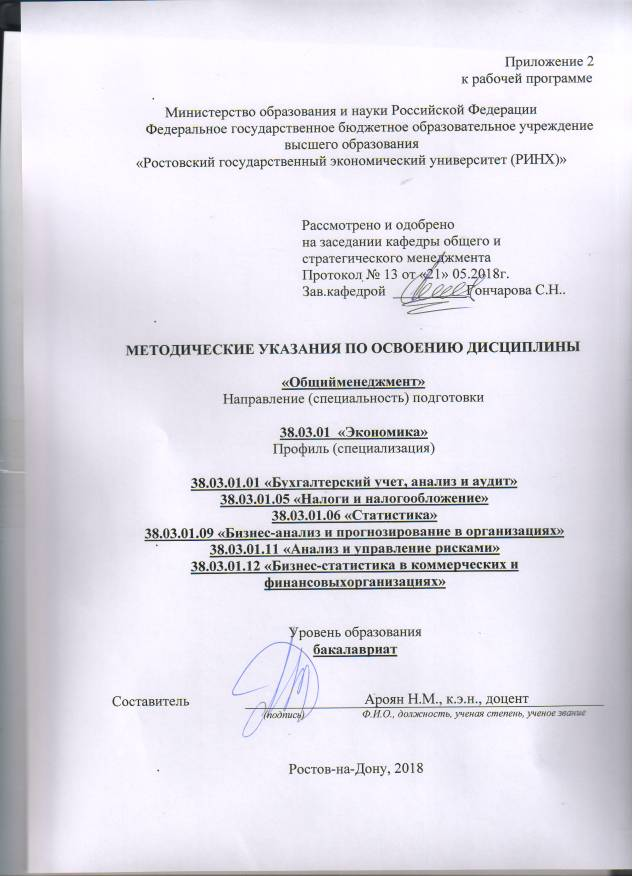 Приложение 2
к рабочей программе
Министерство образования и науки Российской Федерации
Федеральное государственное бюджетное образовательное учреждение
высшего образования
«Ростовский государственный экономический университет (РИНХ)»
Рассмотрено и одобрено
на заседании кафедры общего и
стратегического менеджмента
Протокол № 13 от «21» 05.2018г.
Зав.кафедрой Гончарова С.Н..
МЕТОДИЧЕСКИЕ УКАЗАНИЯ ПО ОСВОЕНИЮ ДИСЦИПЛИНЫ
«Общийменеджмент»
Направление (специальность) подготовки
38.03.01 «Экономика»
Профиль (специализация)
38.03.01.01 «Бухгалтерский учет, анализ и аудит»
38.03.01.05 «Налоги и налогообложение»
38.03.01.06 «Статистика»
38.03.01.09 «Бизнес-анализ и прогнозирование в организациях»
38.03.01.11 «Анализ и управление рисками»
38.03.01.12 «Бизнес-статистика в коммерческих и
финансовыхорганизациях»
Уровень образования
бакалавриат
Составитель Ароян Н.М., к.э.н., доцент
(подпись) Ф.И.О., должность, ученая степень, ученое звание
Ростов-на-Дону, 2018